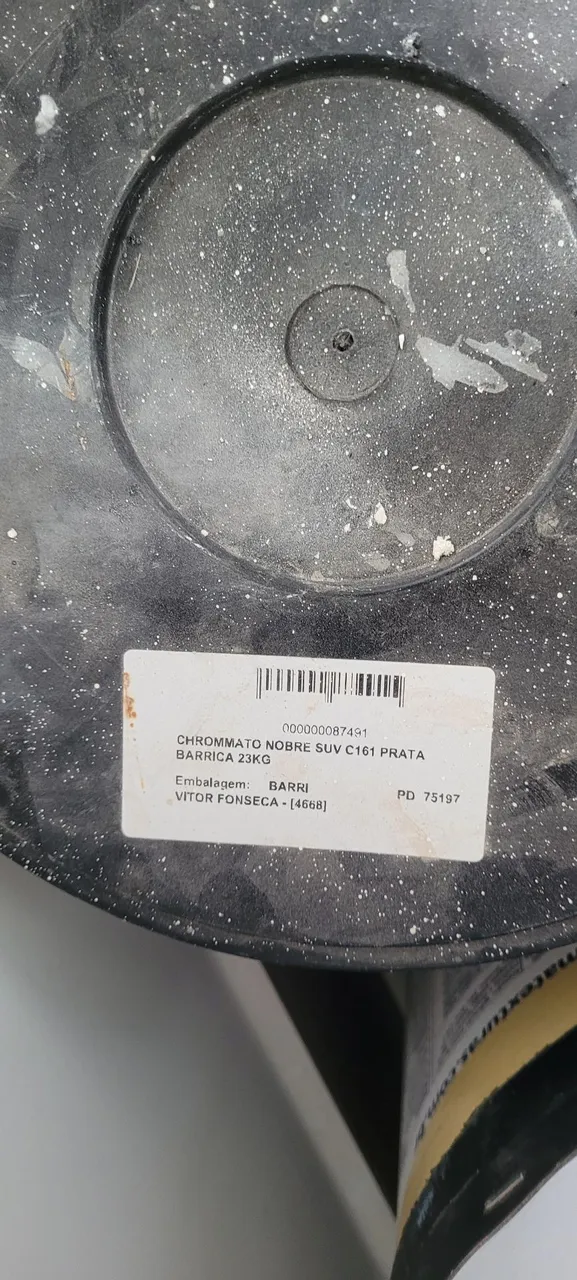 000000087491
CHROMMATO NOBRE SUV C161 PRATA
BARRICA 23KG
Embalagem: BARRI
PD 75197
VITOR FONSECA - [4668]